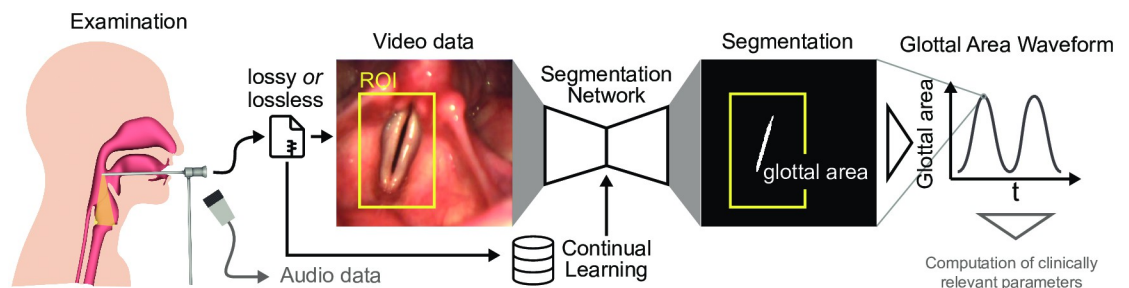 Examination
lossy or
lossless
Audio data
Video data
ROI
Segmentation
Network
Continual
Learning
Segmentation
glottal area
Glottal Area Waveform
Glottal area
t
Computation of clinically
relevant parameters